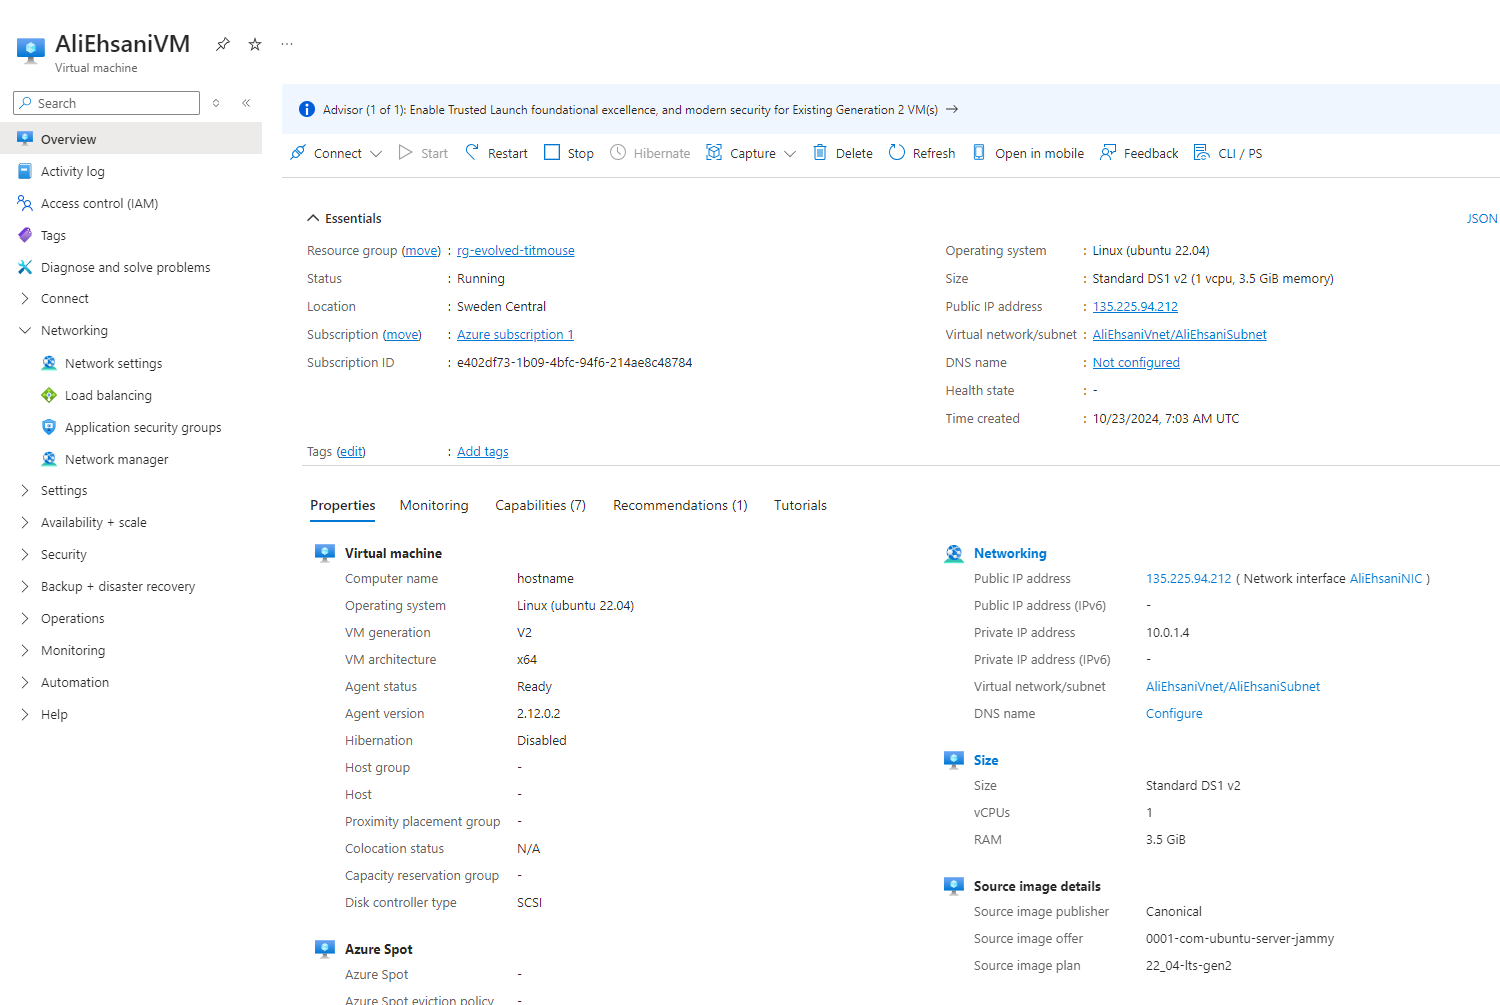 AliEhsaniVM
Virtual machine
Search
Overview
Activity log
Access control (IAM)
Tags
Diagnose and solve problems
Connect
Networking
Network settings
Load balancing
Application security groups
Network manager
Settings
Availability + scale
Security
Backup + disaster recovery
Operations
Monitoring
Automation
Help
Advisor (1 of 1): Enable Trusted Launch foundational excellence, and modern security for Existing Generation 2 VM(s) →
Connect Start Restart Stop Hibernate Capture Delete Refresh Open in mobile Feedback CLI / PS
Essentials JSON
Resource group (move) : rg-evolved-titmouse
Status : Running
Location : Sweden Central
Subscription (move) : Azure subscription 1
Subscription ID : e402df73-1b09-4bfc-94f6-214ae8c48784
Operating system : Linux (ubuntu 22.04)
Size : Standard DS1 v2 (1 vcpu, 3.5 GiB memory)
Public IP address : 135.225.94.212
Virtual network/subnet : AliEhsaniVnet/AliEhsaniSubnet
DNS name : Not configured
Health state : -
Time created : 10/23/2024, 7:03 AM UTC
Tags (edit) : Add tags
Properties Monitoring Capabilities (7) Recommendations (1) Tutorials
Virtual machine
Computer name hostname
Operating system Linux (ubuntu 22.04)
VM generation V2
VM architecture x64
Agent status Ready
Agent version 2.12.0.2
Hibernation Disabled
Host group -
Host -
Proximity placement group -
Colocation status N/A
Capacity reservation group -
Disk controller type SCSI
Azure Spot
Azure Spot -
Azure Spot eviction policy -
Networking
Public IP address 135.225.94.212 ( Network interface AliEhsaniNIC )
Public IP address (IPv6) -
Private IP address 10.0.1.4
Private IP address (IPv6) -
Virtual network/subnet AliEhsaniVnet/AliEhsaniSubnet
DNS name Configure
Size
Size Standard DS1 v2
vCPUs 1
RAM 3.5 GiB
Source image details
Source image publisher Canonical
Source image offer 0001-com-ubuntu-server-jammy
Source image plan 22_04-lts-gen2